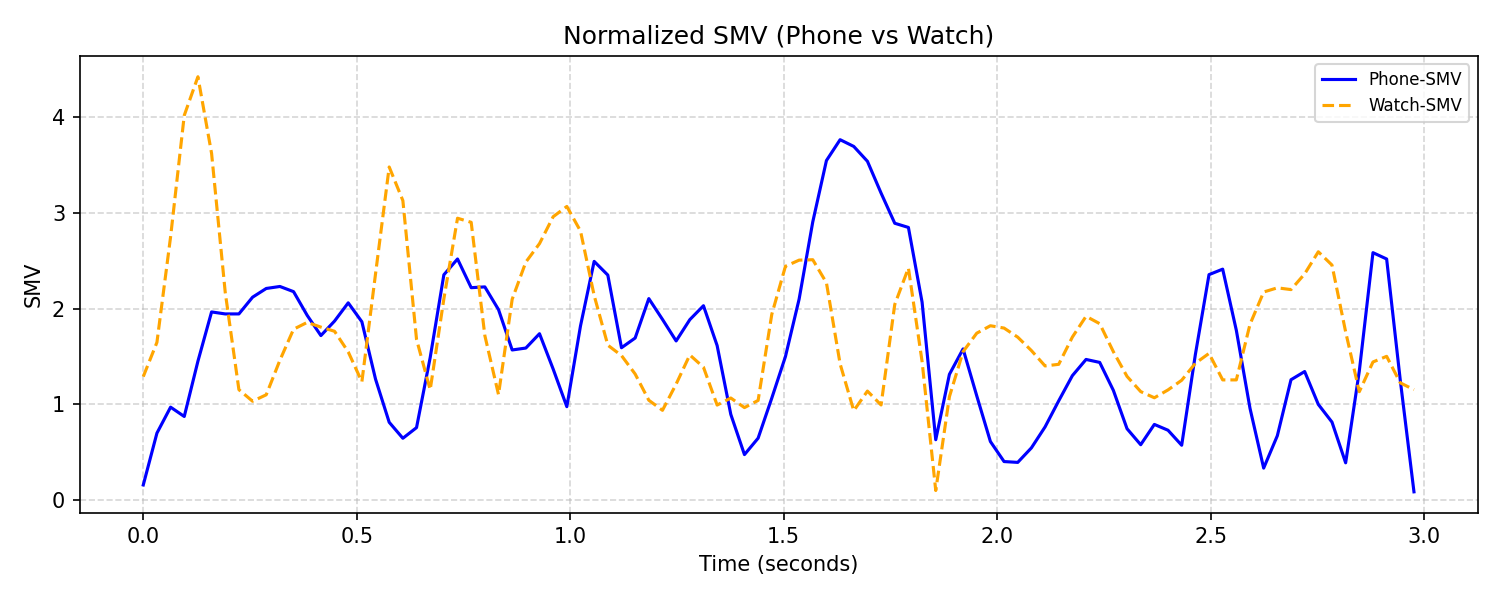 Normalized SMV (Phone vs Watch)
Phone-SMV
Watch-SMV
SMV
4
3
2
1
0
0.0 0.5 1.0 1.5 2.0 2.5 3.0
Time (seconds)